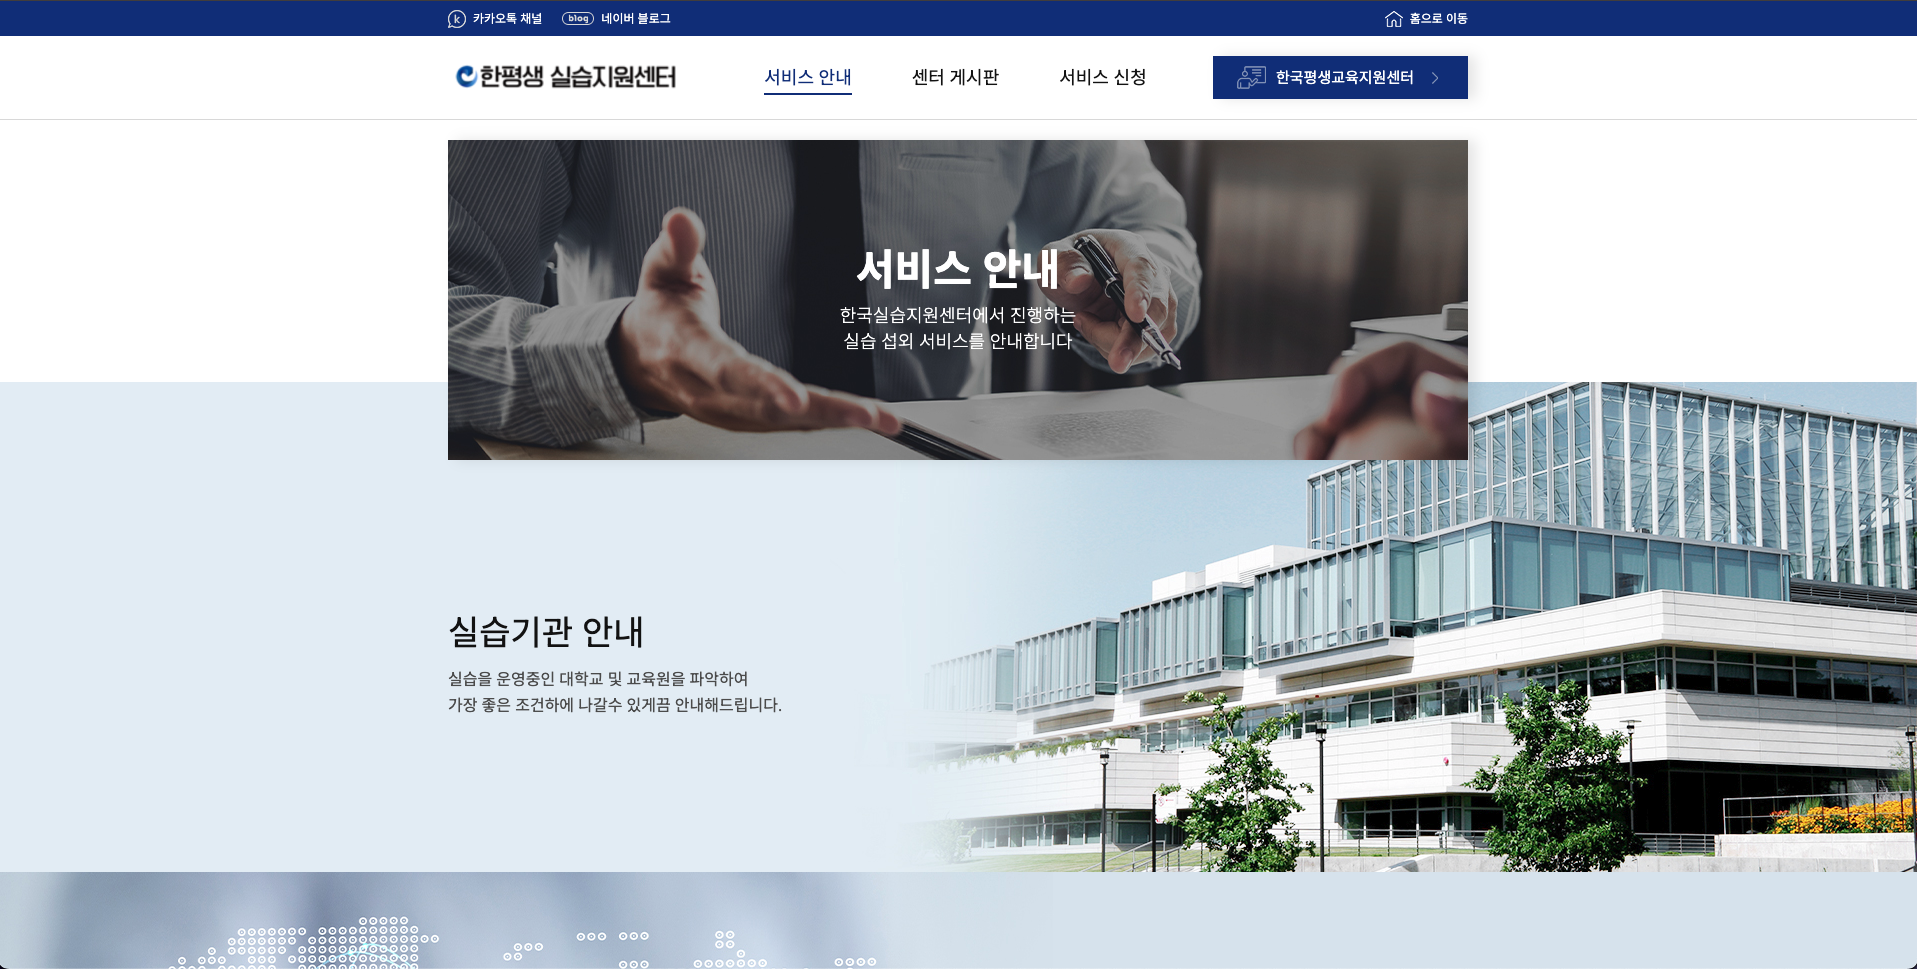 카카오톡 채널
blog 네이버 블로그
홈으로 이동
한평생 실습지원센터
서비스 안내
센터 게시판
서비스 신청
한국평생교육지원센터
서비스 안내
한국실습지원센터에서 진행하는
실습 섭외 서비스를 안내합니다
실습기관 안내
실습을 운영중인 대학교 및 교육원을 파악하여
가장 좋은 조건하에 나갈수 있게끔 안내해드립니다.